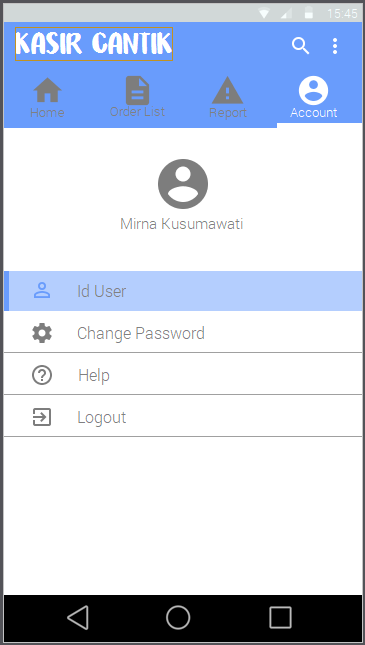 15:45
KASIR CANTIK
Home Order List Report Account
Mirna Kusumawati
Id User
Change Password
Help
Logout